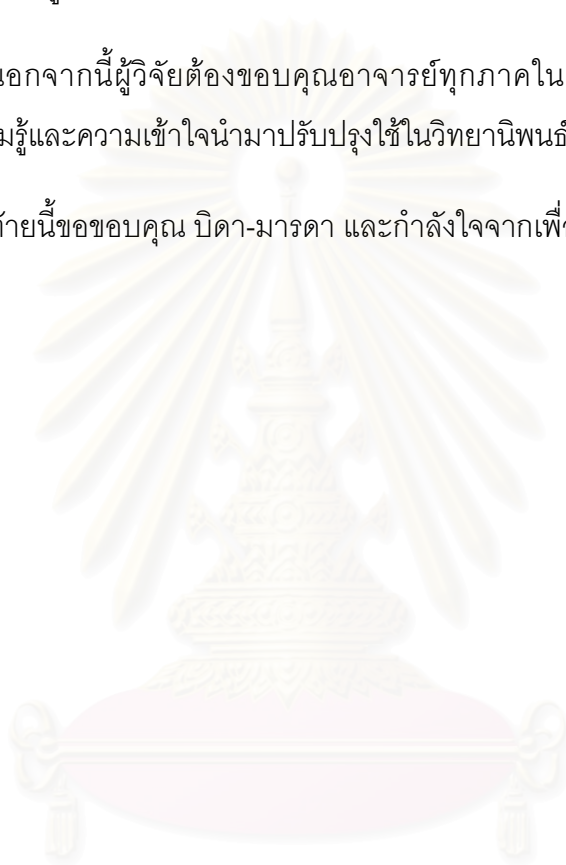 นอกจากนี้ผู้วิจัยต้องขอบคุณอาจารย์ทุกภาคใน
มรู้และความเข้าใจนำมาปรับปรุงใช้ในวิทยานิพนธ์
ท้ายนี้ขอขอบคุณ บิดา-มารดา และกำลังใจจากเพื่อ